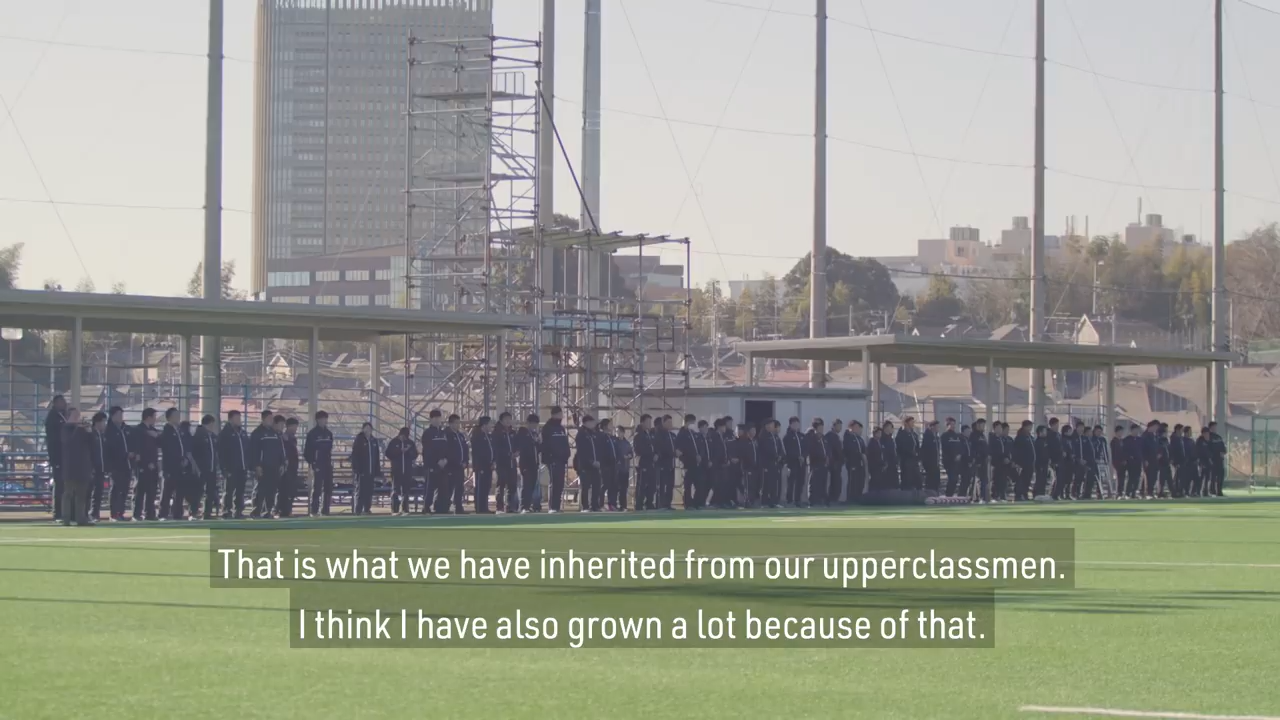 That is what we have inherited from our upperclassmen.
I think I have also grown a lot because of that.